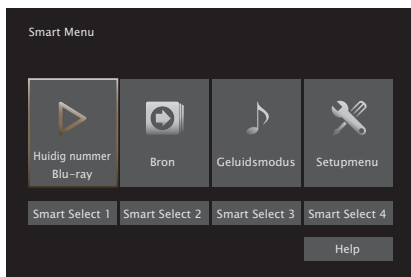 Smart Menu
Huidig nummer
Blu-ray
Bron
Geluidsmodus
Setupmenu
Smart Select 1
Smart Select 2
Smart Select 3
Smart Select 4
Help